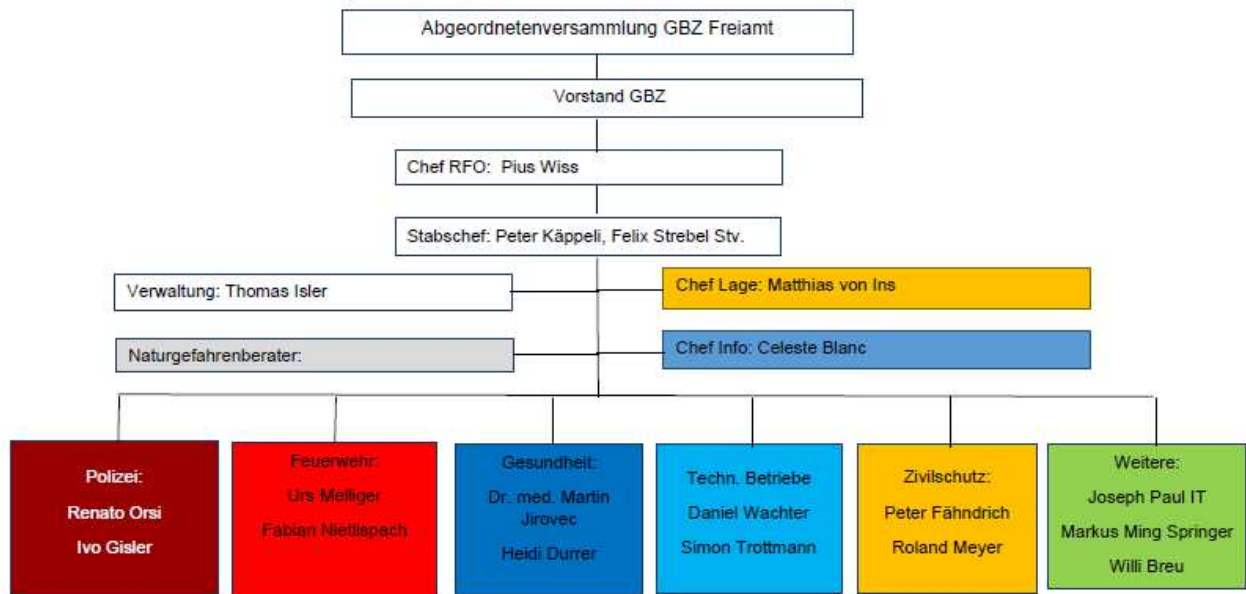 Abgeordnetenversammlung GBZ Freiamt
Vorstand GBZ
Chef RFO: Pius Wiss
Stabschef: Peter Käppeli, Felix Strebel Stv.
Verwaltung: Thomas Isler
Chef Lage: Matthias von Ins
Naturgefahrenberater:
Chef Info: Celeste Blanc
Polizei:
Renato Orsi
Ivo Gisler
Feuerwehr:
Urs Melliger
Fabian Niettlispach
Gesundheit:
Dr. med. Martin
Jirovec
Heidi Durrer
Techn. Betriebe
Daniel Wachter
Simon Trottmann
Zivilschutz:
Peter Fähndrich
Roland Meyer
Weitere:
Joseph Paul IT
Markus Ming Springer
Willi Breu